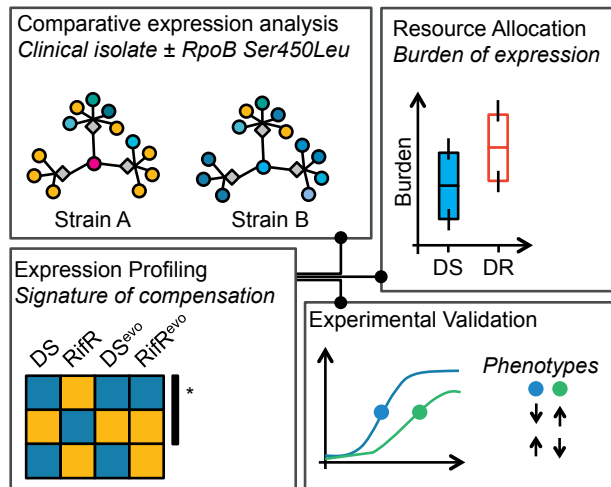 Comparative expression analysis
Clinical isolate ± RpoB Ser450Leu
Strain A
Strain B
Resource Allocation
Burden of expression
Burden
DS
DR
Expression Profiling
Signature of compensation
DS
RifR
DSevo
RifRevo
*
Experimental Validation
Phenotypes